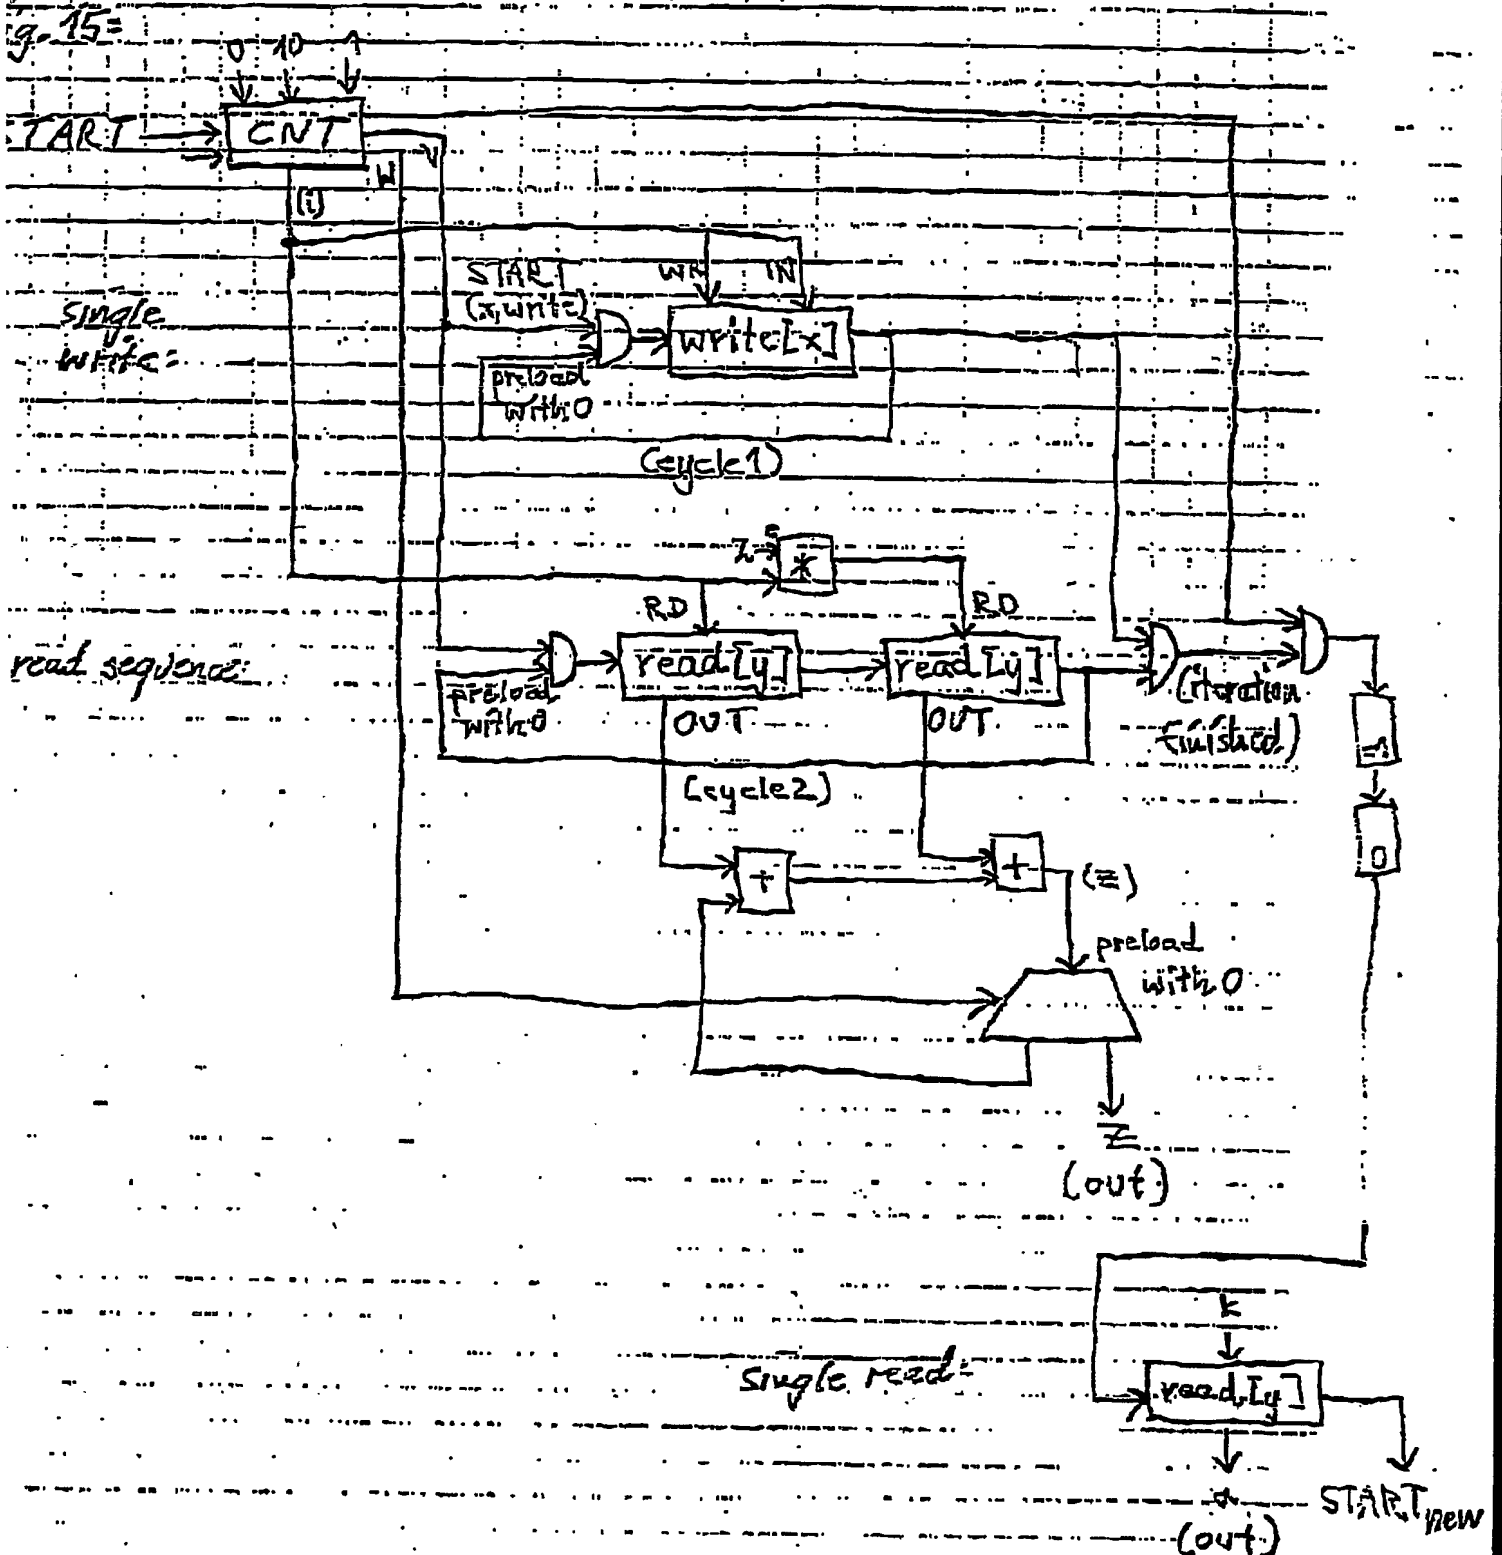 g. 15:
0 10 1
START
CNT
V
W
(i)
START
(x,write)
WR
IN
single
write:
write[x]
preload
with 0
(cycle1)
2
*
RD
RD
read sequence:
read[y]
read[y]
preload
with 0
OUT
OUT
(iteration
finished)
(cycle2)
0
+
+
(z)
preload
with 0
z
(out)
k
single read:
read[y]
START new
(out)